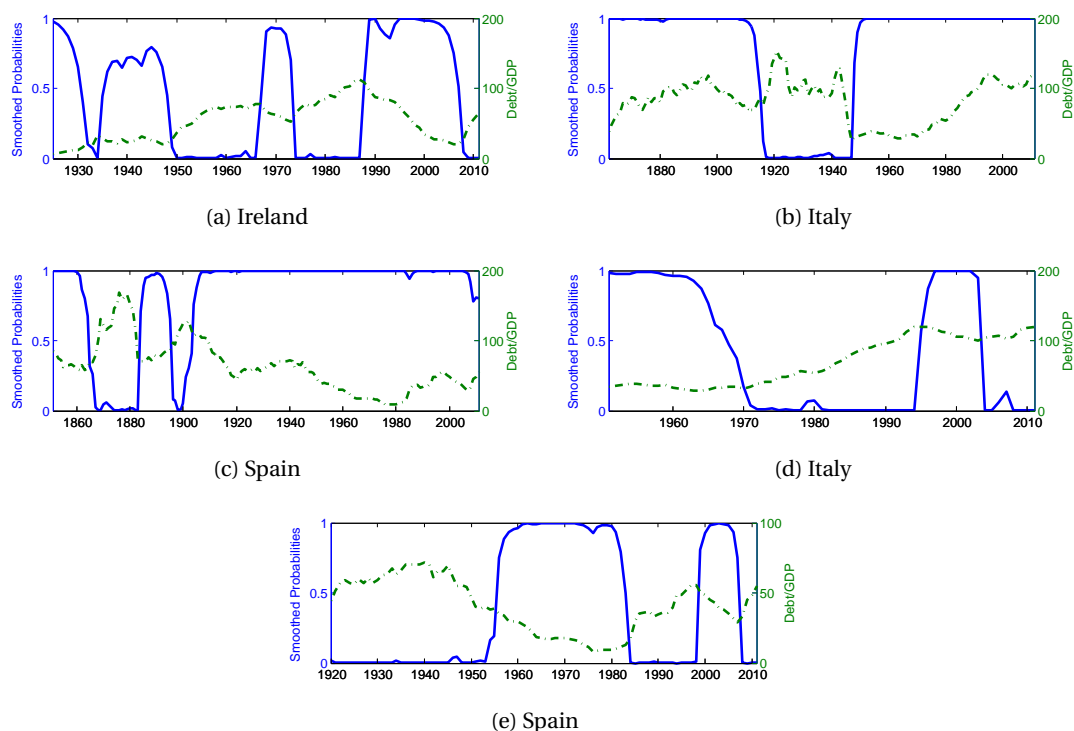 Smoothed Probabilities
1
0.5
0
200
100
0
Debt/GDP
1930 1940 1950 1960 1970 1980 1990 2000 2010
(a) Ireland
Smoothed Probabilities
1
0.5
0
200
100
0
Debt/GDP
1880 1900 1920 1940 1960 1980 2000
(b) Italy
Smoothed Probabilities
1
0.5
0
200
100
0
Debt/GDP
1860 1880 1900 1920 1940 1960 1980 2000
(c) Spain
Smoothed Probabilities
1
0.5
0
200
100
0
Debt/GDP
1960 1970 1980 1990 2000 2010
(d) Italy
Smoothed Probabilities
1
0.5
0
100
50
0
Debt/GDP
1920 1930 1940 1950 1960 1970 1980 1990 2000 2010
(e) Spain